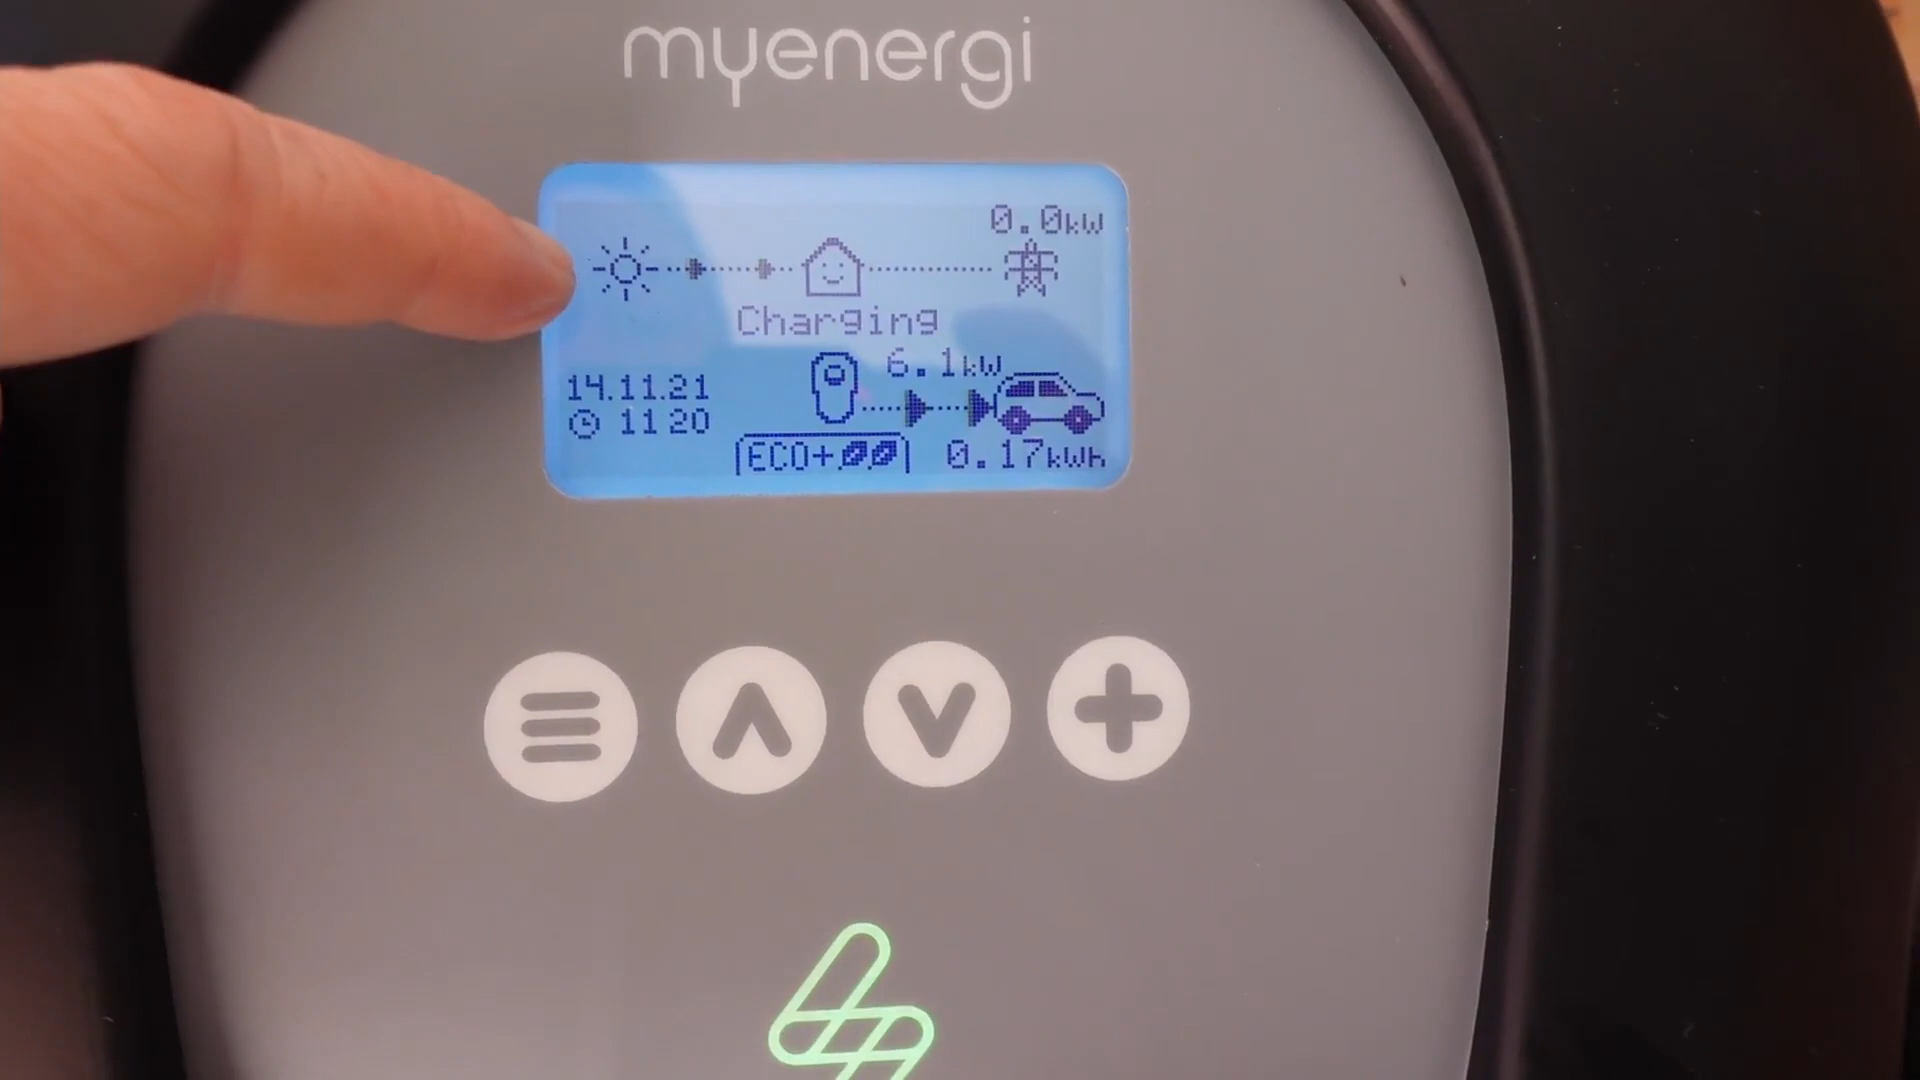 myenergi
0.0kW
Charging
6.1kW
14.11.21
11 20
ECO+
0.17kWh